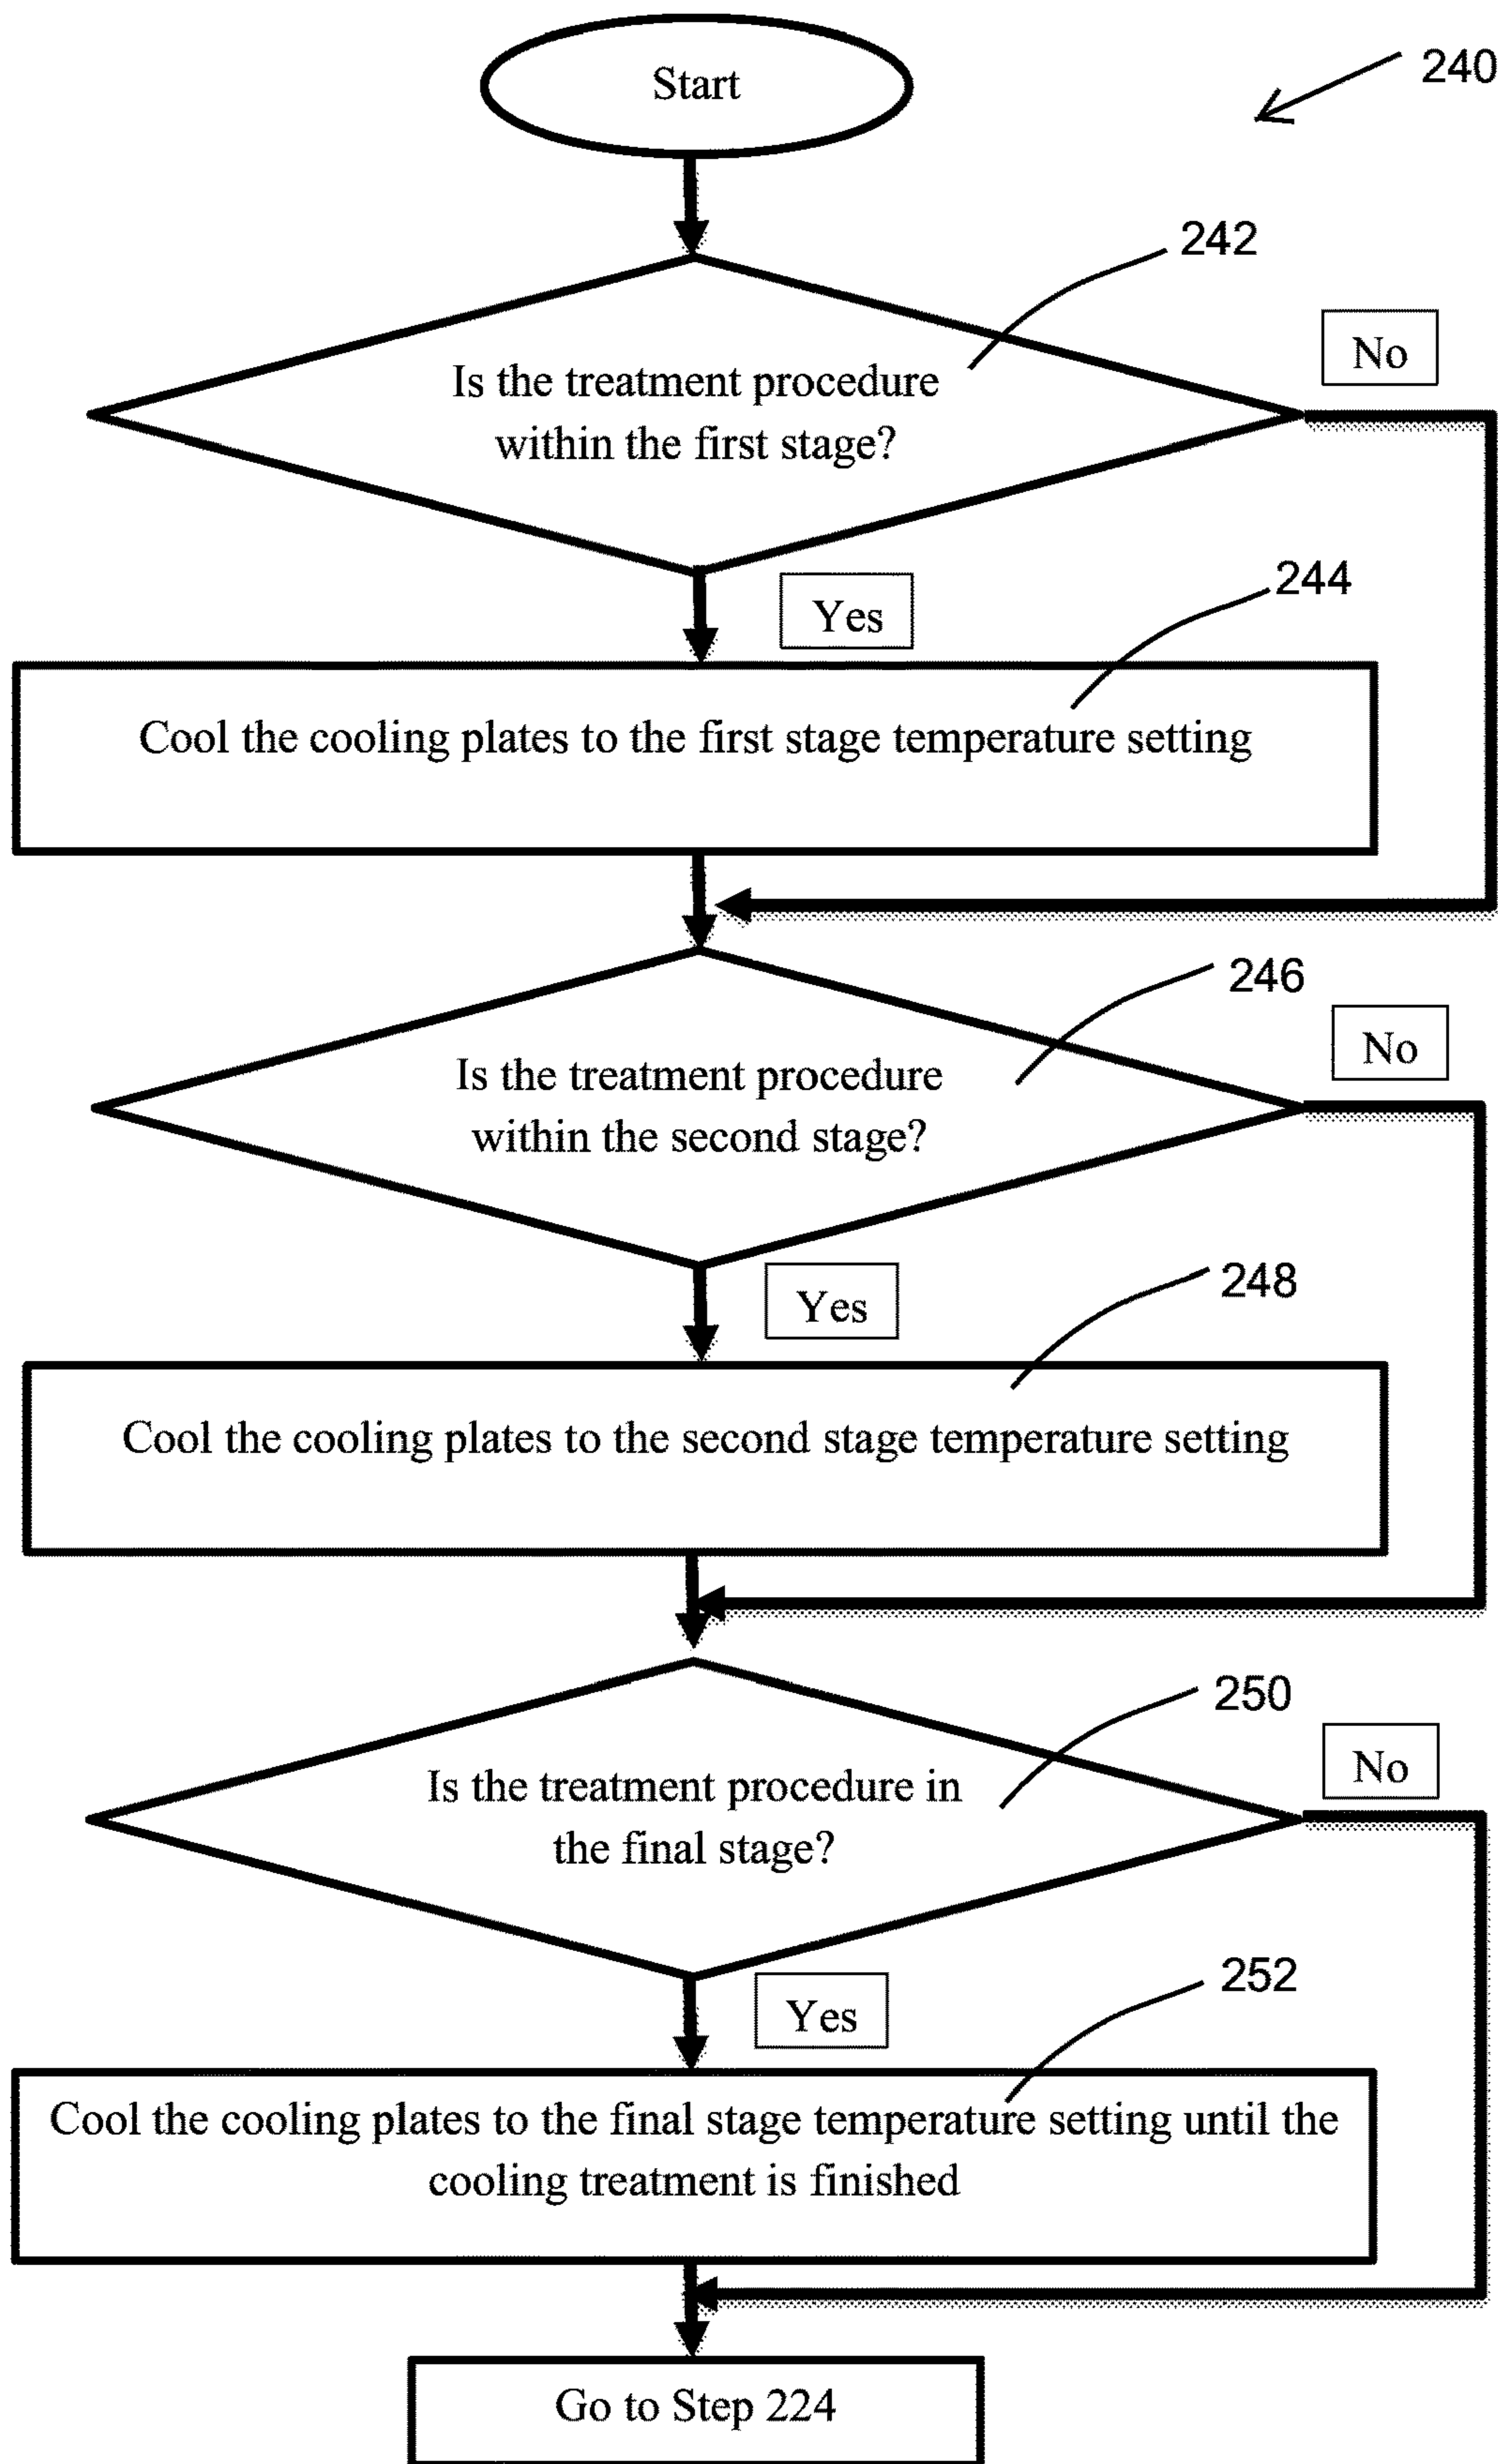 Start
240
242
Is the treatment procedure
within the first stage?
No
Yes
244
Cool the cooling plates to the first stage temperature setting
246
Is the treatment procedure
within the second stage?
No
Yes
248
Cool the cooling plates to the second stage temperature setting
250
Is the treatment procedure in
the final stage?
No
Yes
252
Cool the cooling plates to the final stage temperature setting until the
cooling treatment is finished
Go to Step 224